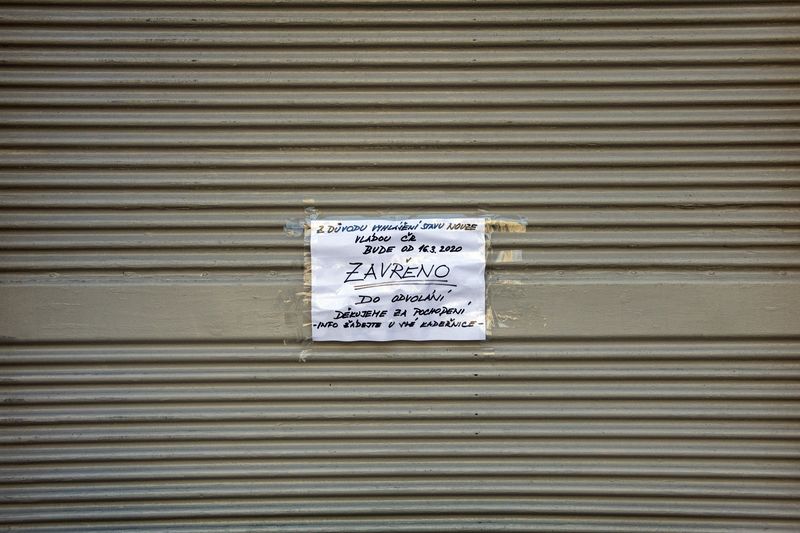 Z DŮVODU VYHLÁŠENÍ STAVU NOUZE
VLÁDOU ČR
BUDE OD 16.3.2020
ZAVŘENO
DO ODVOLÁNÍ
DĚKUJEME ZA POCHOPENÍ
-INFO ŽÁDEJTE U VAŠÍ KADEŘNICE-